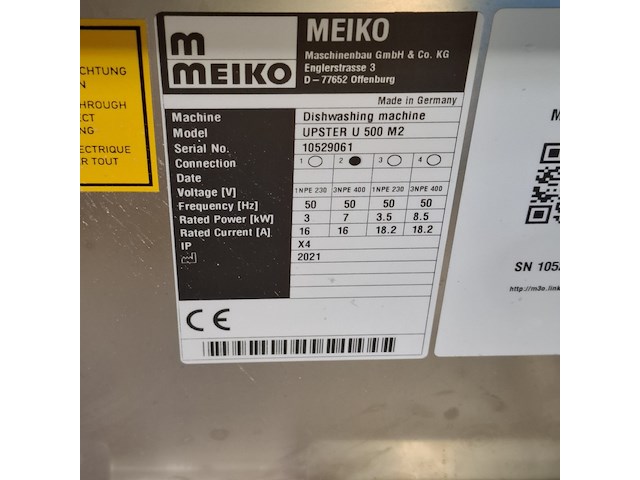 CHTUNG
N
HROUGH
ECT
NG
ECTRIQUE
R TOUT
m
MEIKO
MEIKO
Maschinenbau GmbH & Co. KG
Englerstrasse 3
D-77652 Offenburg
Made in Germany
Machine Dishwashing machine
Model UPSTER U 500 M2
Serial No. 10529061
Connection 1 2 3 4
Date
Voltage [V] 1NPE 230 3NPE 400 1NPE 230 3NPE 400
Frequency [Hz] 50 50 50 50
Rated Power [kW] 3 7 3.5 8.5
Rated Current [A] 16 16 18.2 18.2
IP X4
2021
CE
M
SN 105
http://m3o.link